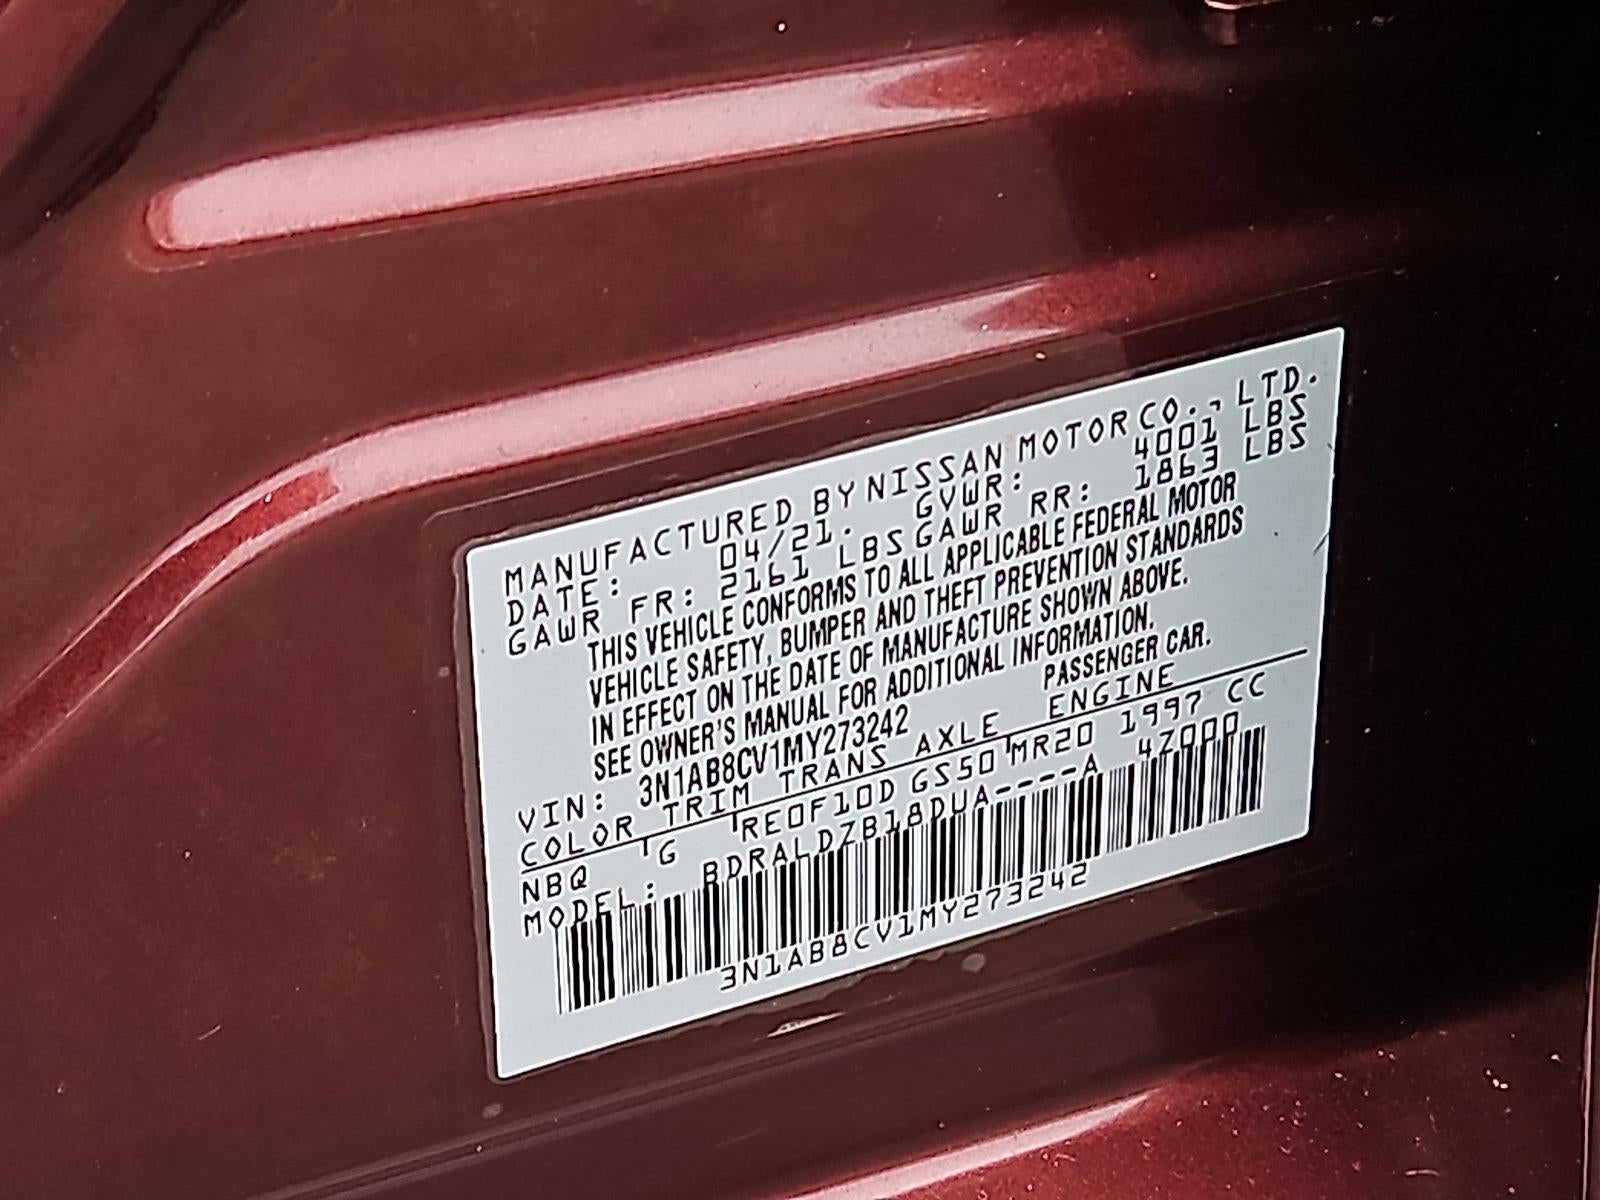 MANUFACTURED BY NISSAN MOTOR CO., LTD.
DATE: 04/21. GVWR: 4001 LBS
GAWR FR: 2161 LBS GAWR RR: 1863 LBS
THIS VEHICLE CONFORMS TO ALL APPLICABLE FEDERAL MOTOR
VEHICLE SAFETY, BUMPER AND THEFT PREVENTION STANDARDS
IN EFFECT ON THE DATE OF MANUFACTURE SHOWN ABOVE.
SEE OWNER'S MANUAL FOR ADDITIONAL INFORMATION.
VIN: 3N1AB8CV1MY273242 PASSENGER CAR.
COLOR TRIM TRANS AXLE ENGINE
NBQ G RE0F10D GS50 MR20 1997 CC
MODEL: BDRALDZB18DUA----A 4Z000
3N1AB8CV1MY273242